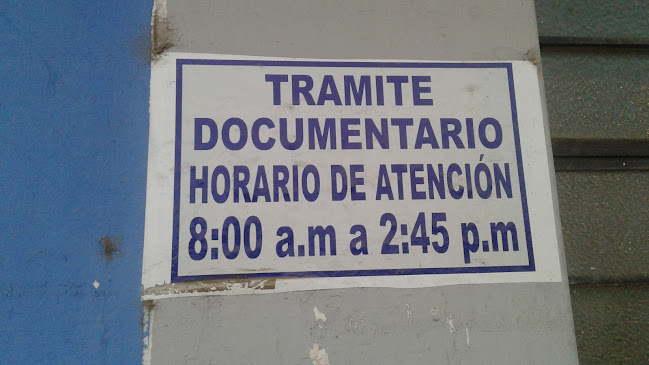 TRAMITE
DOCUMENTARIO
HORARIO DE ATENCIÓN
8:00 a.m a 2:45 p.m